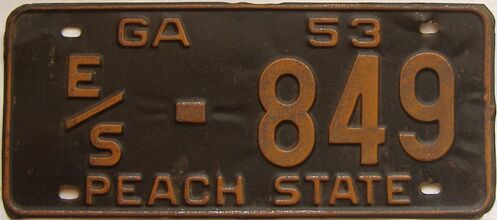 GA 53
E/S - 849
PEACH STATE